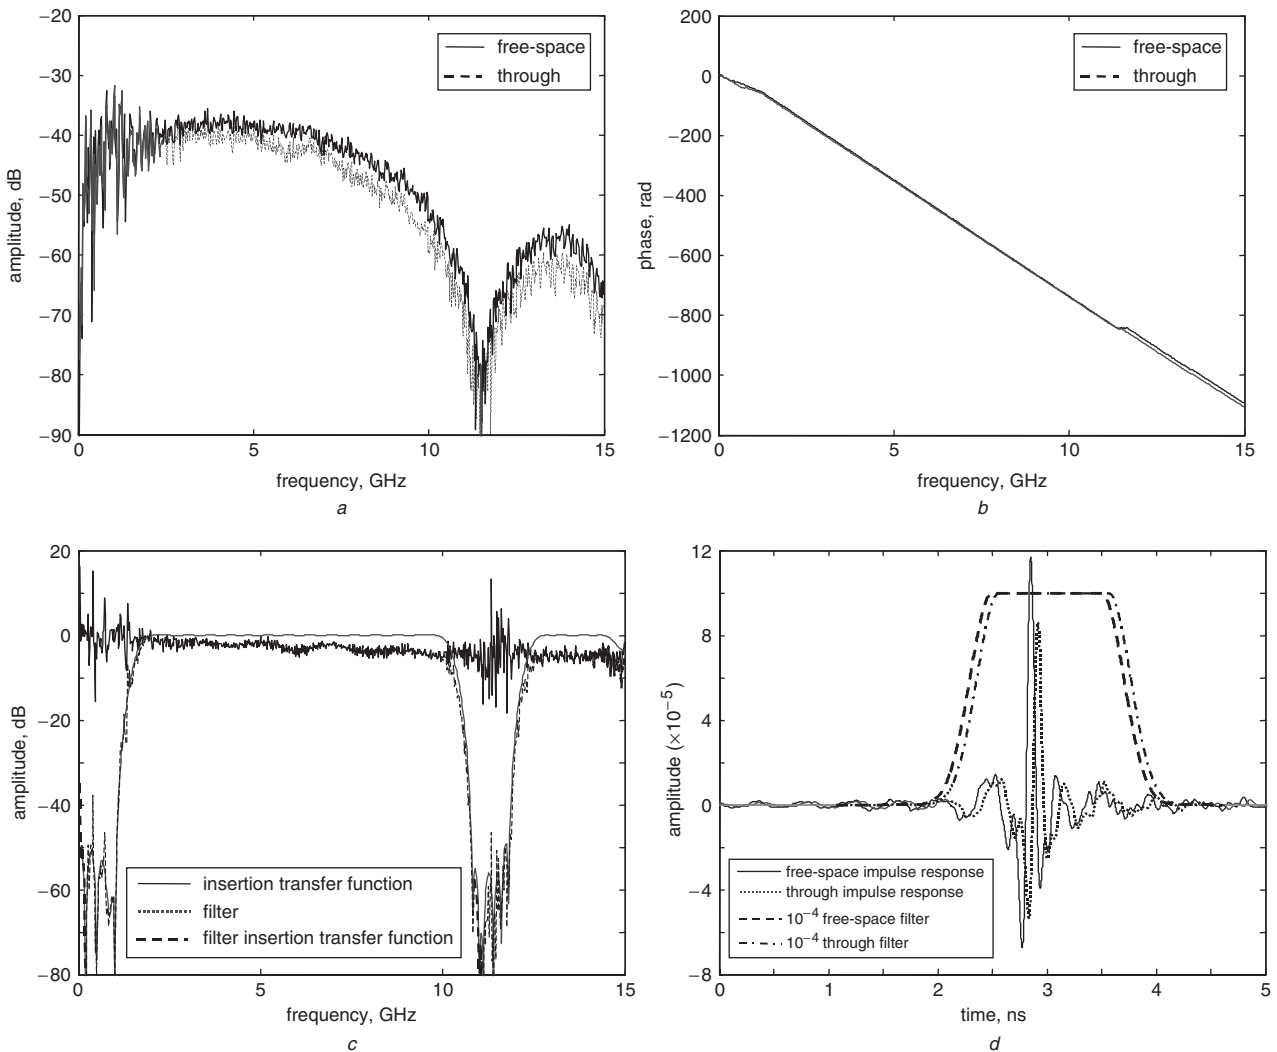 −20
−30
−40
−50
−60
−70
−80
−90
0
5
10
15
amplitude, dB
frequency, GHz
free-space
through
a
200
0
−200
−400
−600
−800
−1000
−1200
0
5
10
15
phase, rad
frequency, GHz
free-space
through
b
20
0
−20
−40
−60
−80
0
5
10
15
amplitude, dB
frequency, GHz
insertion transfer function
filter
filter insertion transfer function
c
12
8
4
0
−4
−8
0
1
2
3
4
5
amplitude (×10⁻⁵)
time, ns
free-space impulse response
through impulse response
10⁻⁴ free-space filter
10⁻⁴ through filter
d